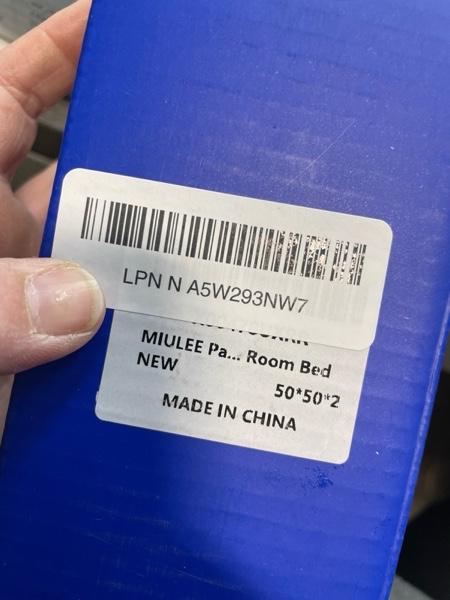 LPN N A5W293NW7
MIULEE Pa... Room Bed
NEW
50*50*2
MADE IN CHINA